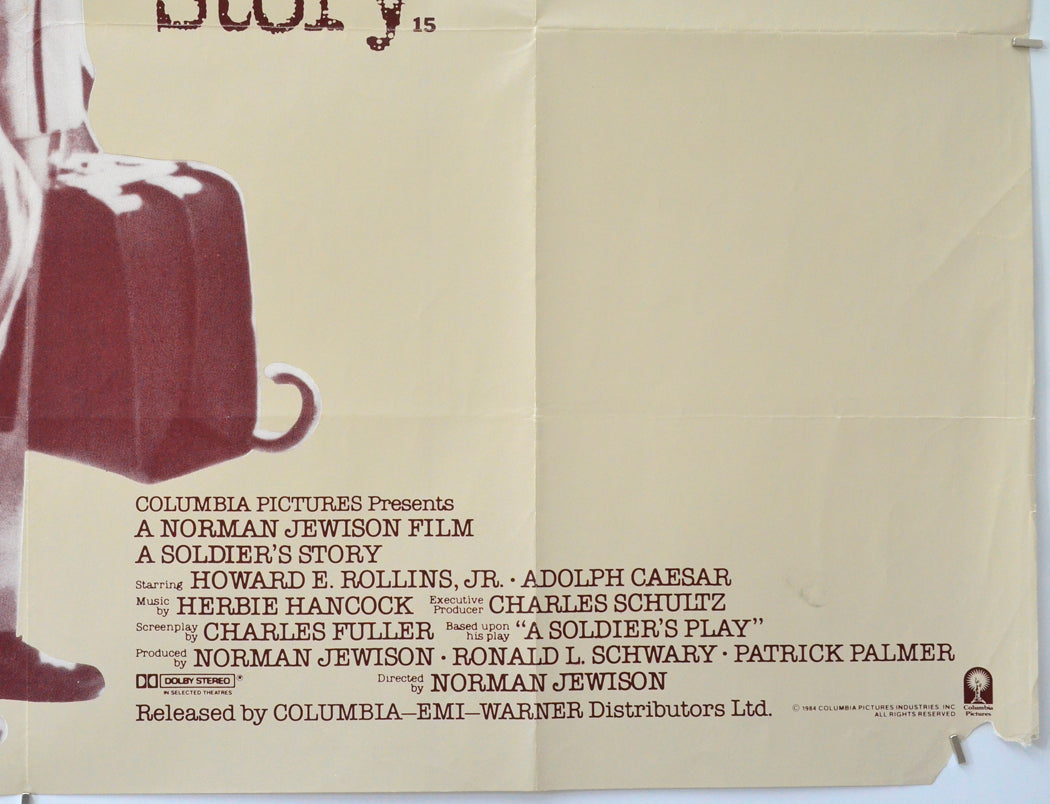 Story 15
COLUMBIA PICTURES Presents
A NORMAN JEWISON FILM
A SOLDIER'S STORY
Starring HOWARD E. ROLLINS, JR. · ADOLPH CAESAR
Music by HERBIE HANCOCK Executive Producer CHARLES SCHULTZ
Screenplay by CHARLES FULLER Based upon his play "A SOLDIER'S PLAY"
Produced by NORMAN JEWISON · RONALD L. SCHWARY · PATRICK PALMER
DOLBY STEREO ® Directed by NORMAN JEWISON
IN SELECTED THEATRES
Released by COLUMBIA–EMI–WARNER Distributors Ltd.
© 1984 COLUMBIA PICTURES INDUSTRIES, INC.
ALL RIGHTS RESERVED
Columbia
Pictures